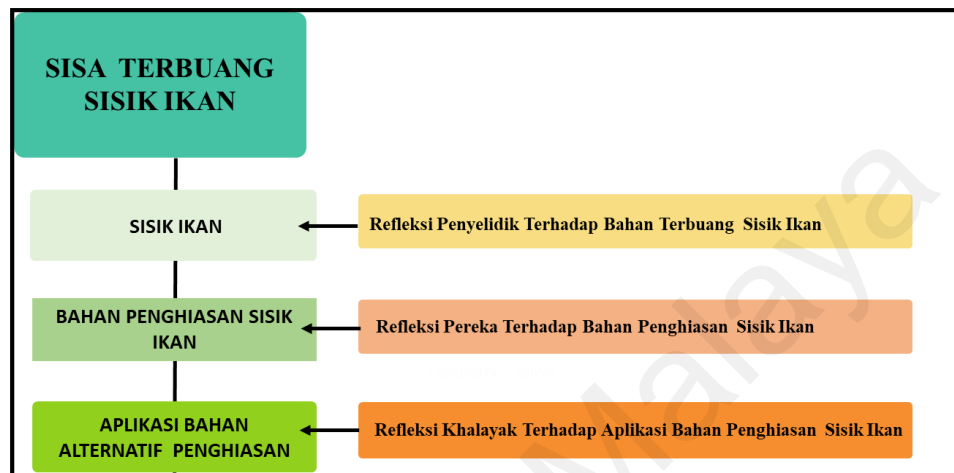 SISA TERBUANG
SISIK IKAN
SISIK IKAN
Refleksi Penyelidik Terhadap Bahan Terbuang Sisik Ikan
BAHAN PENGHIASAN SISIK
IKAN
Refleksi Pereka Terhadap Bahan Penghiasan Sisik Ikan
APLIKASI BAHAN
ALTERNATIF PENGHIASAN
Refleksi Khalayak Terhadap Aplikasi Bahan Penghiasan Sisik Ikan
Malaya